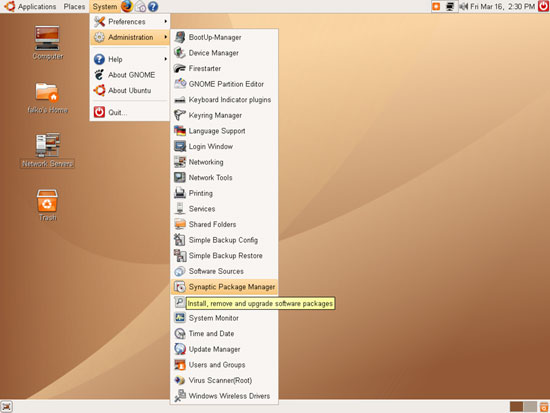 Applications Places System
Fri Mar 16, 2:30 PM
Preferences
Administration
Help
About GNOME
About Ubuntu
Quit...
Computer
falko's Home
Network Servers
Trash
BootUp-Manager
Device Manager
Firestarter
GNOME Partition Editor
Keyboard Indicator plugins
Keyring Manager
Language Support
Login Window
Networking
Network Tools
Printing
Services
Shared Folders
Simple Backup Config
Simple Backup Restore
Software Sources
Synaptic Package Manager
Install, remove and upgrade software packages
System Monitor
Time and Date
Update Manager
Users and Groups
Virus Scanner(Root)
Windows Wireless Drivers